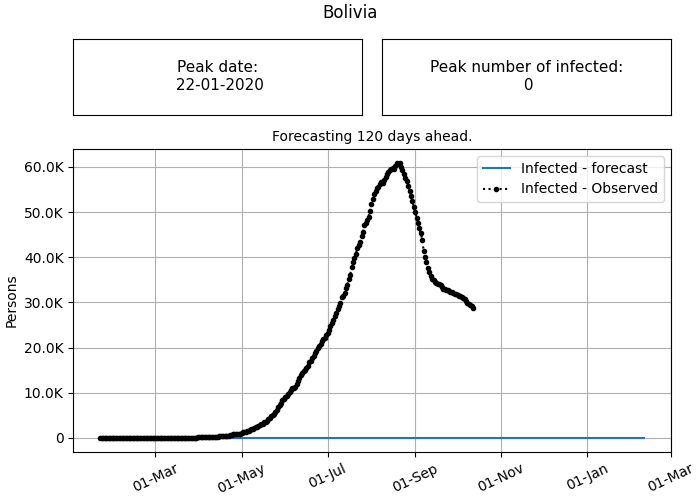 Bolivia
Peak date:
22-01-2020
Peak number of infected:
0
Forecasting 120 days ahead.
Infected - forecast
Infected - Observed
60.0K
50.0K
40.0K
30.0K
20.0K
10.0K
0
Persons
01-Mar
01-May
01-Jul
01-Sep
01-Nov
01-Jan
01-Mar